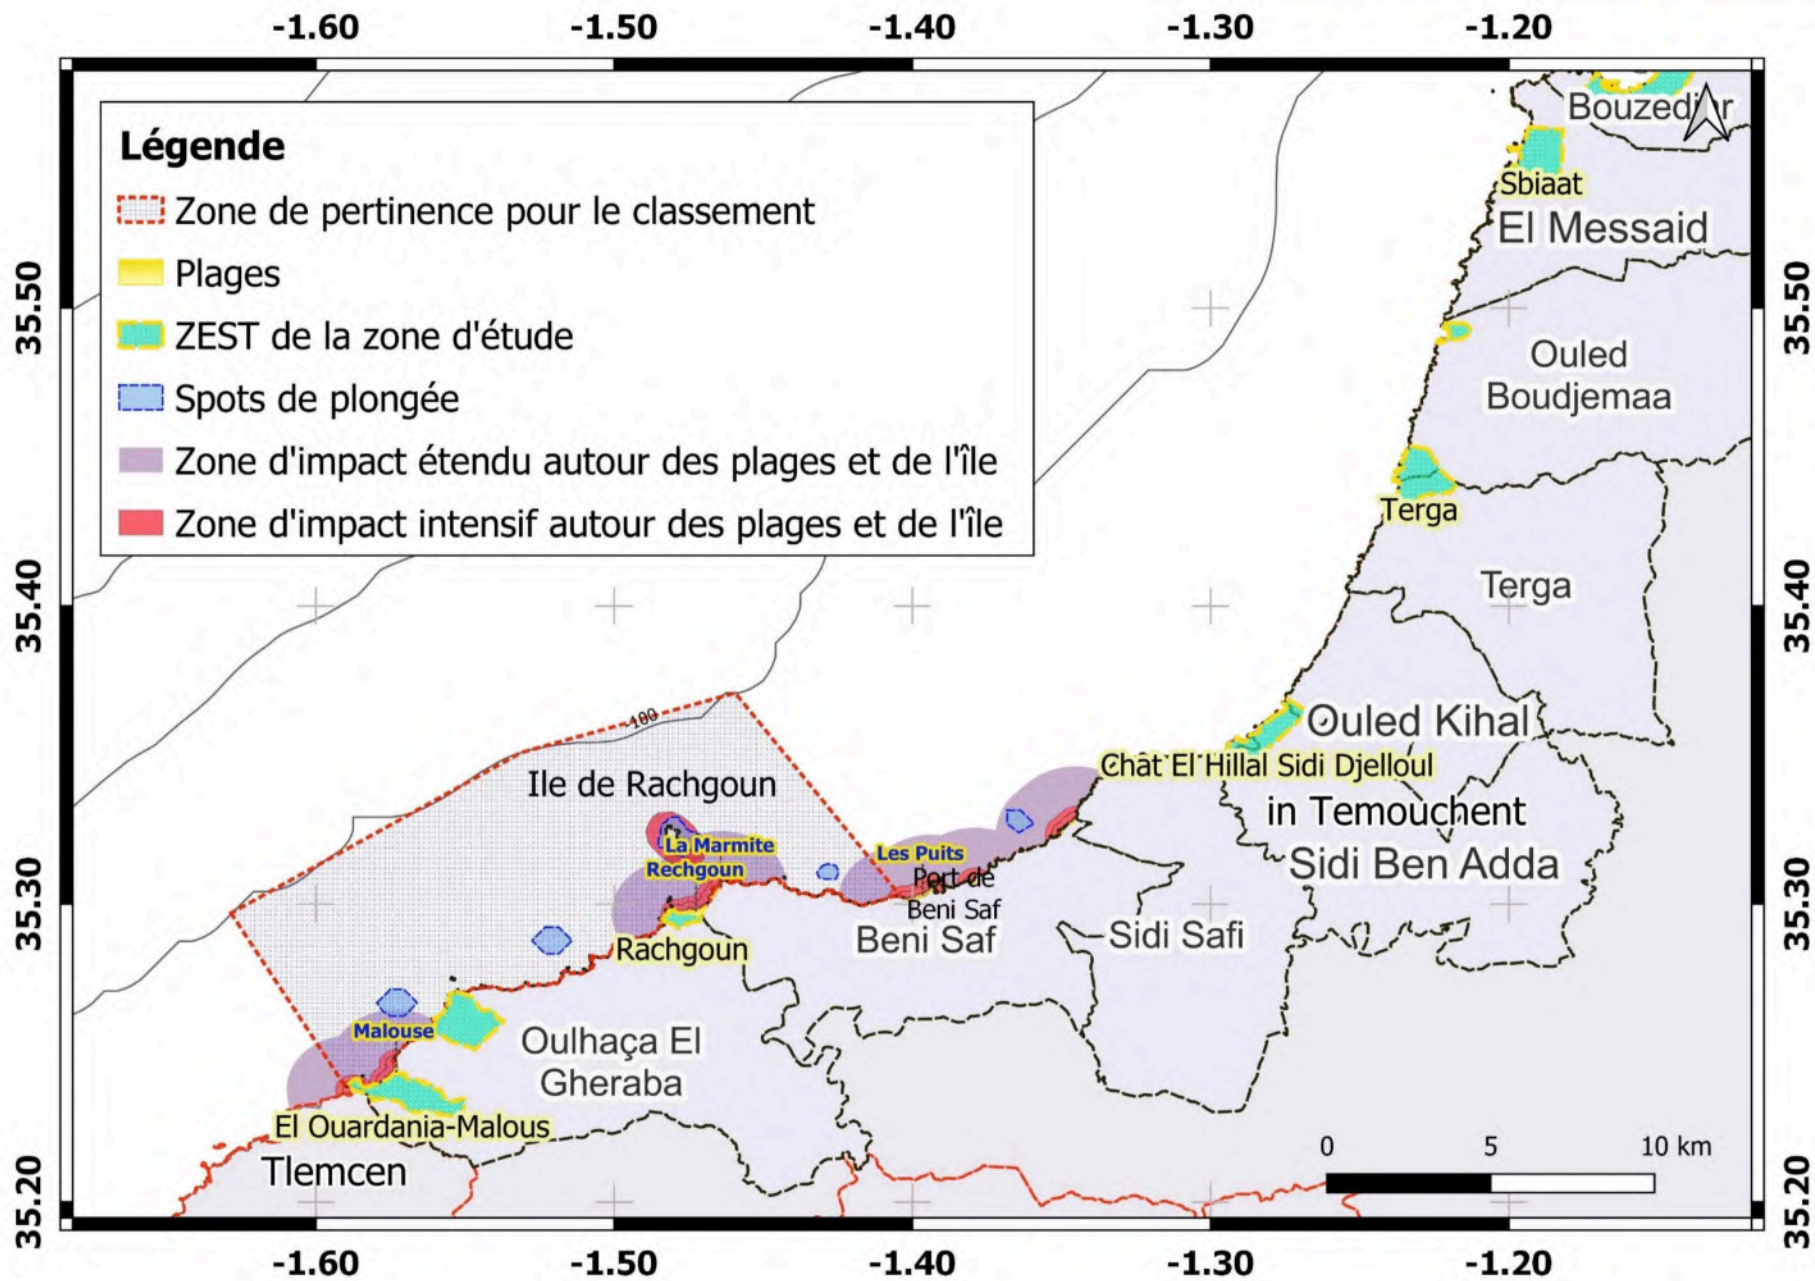 -1.60 -1.50 -1.40 -1.30 -1.20
Légende
Zone de pertinence pour le classement
Plages
ZEST de la zone d'étude
Spots de plongée
Zone d'impact étendu autour des plages et de l'île
Zone d'impact intensif autour des plages et de l'île
Bouzedjar
Sbiaat
El Messaid
35.50 35.50
Ouled
Boudjemaa
Terga
35.40 35.40
Terga
-100
Ouled Kihal
Chat El Hillal Sidi Djelloul
Ile de Rachgoun
in Temouchent
La Marmite
Les Puits
Sidi Ben Adda
Rechgoun
Port de
Beni Saf
35.30 35.30
Beni Saf
Sidi Safi
Rachgoun
Malouse
Oulhaça El
Gheraba
El Ouardania-Malous
Tlemcen
0 5 10 km
35.20 35.20
-1.60 -1.50 -1.40 -1.30 -1.20